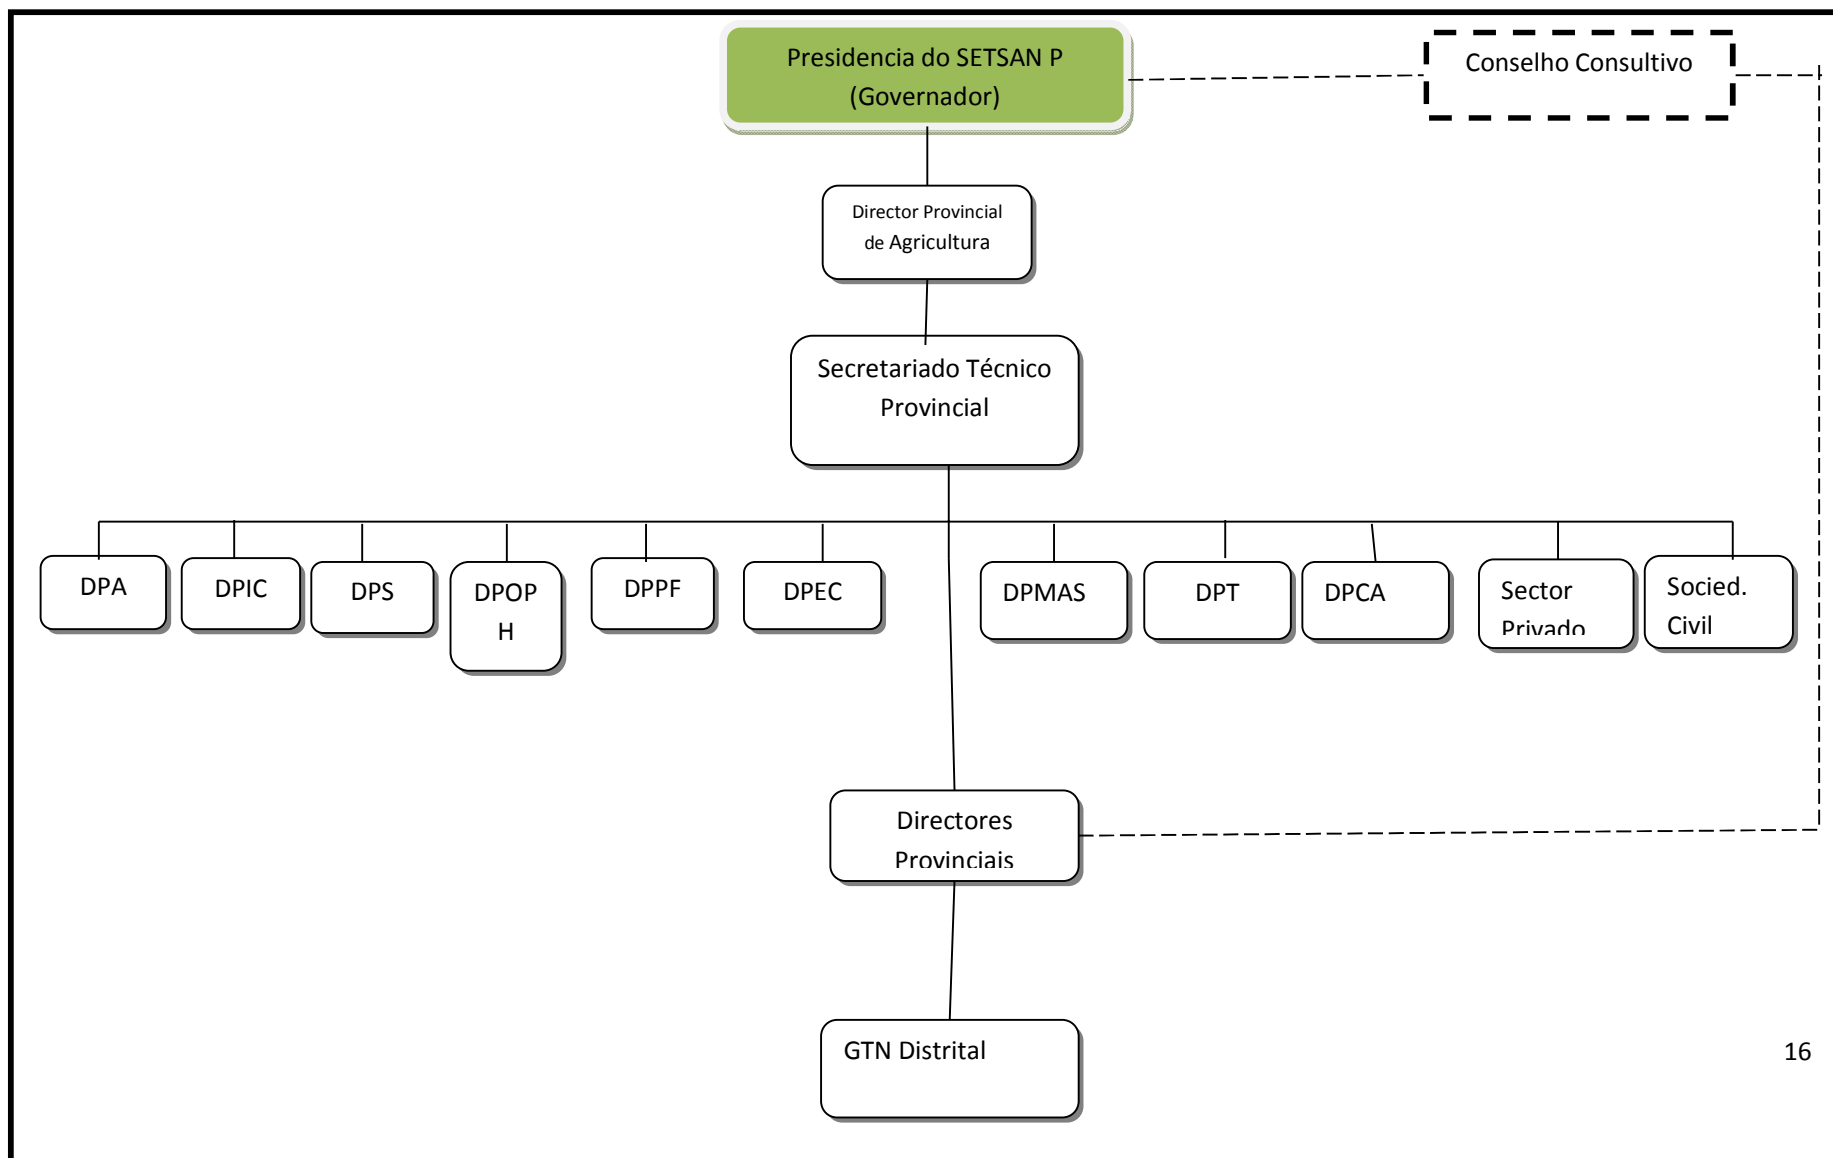 Presidencia do SETSAN P
(Governador)
Conselho Consultivo
Director Provincial
de Agricultura
Secretariado Técnico
Provincial
DPA
DPIC
DPS
DPOP
H
DPPF
DPEC
DPMAS
DPT
DPCA
Sector
Privado
Socied.
Civil
Directores
Provinciais
GTN Distrital
16